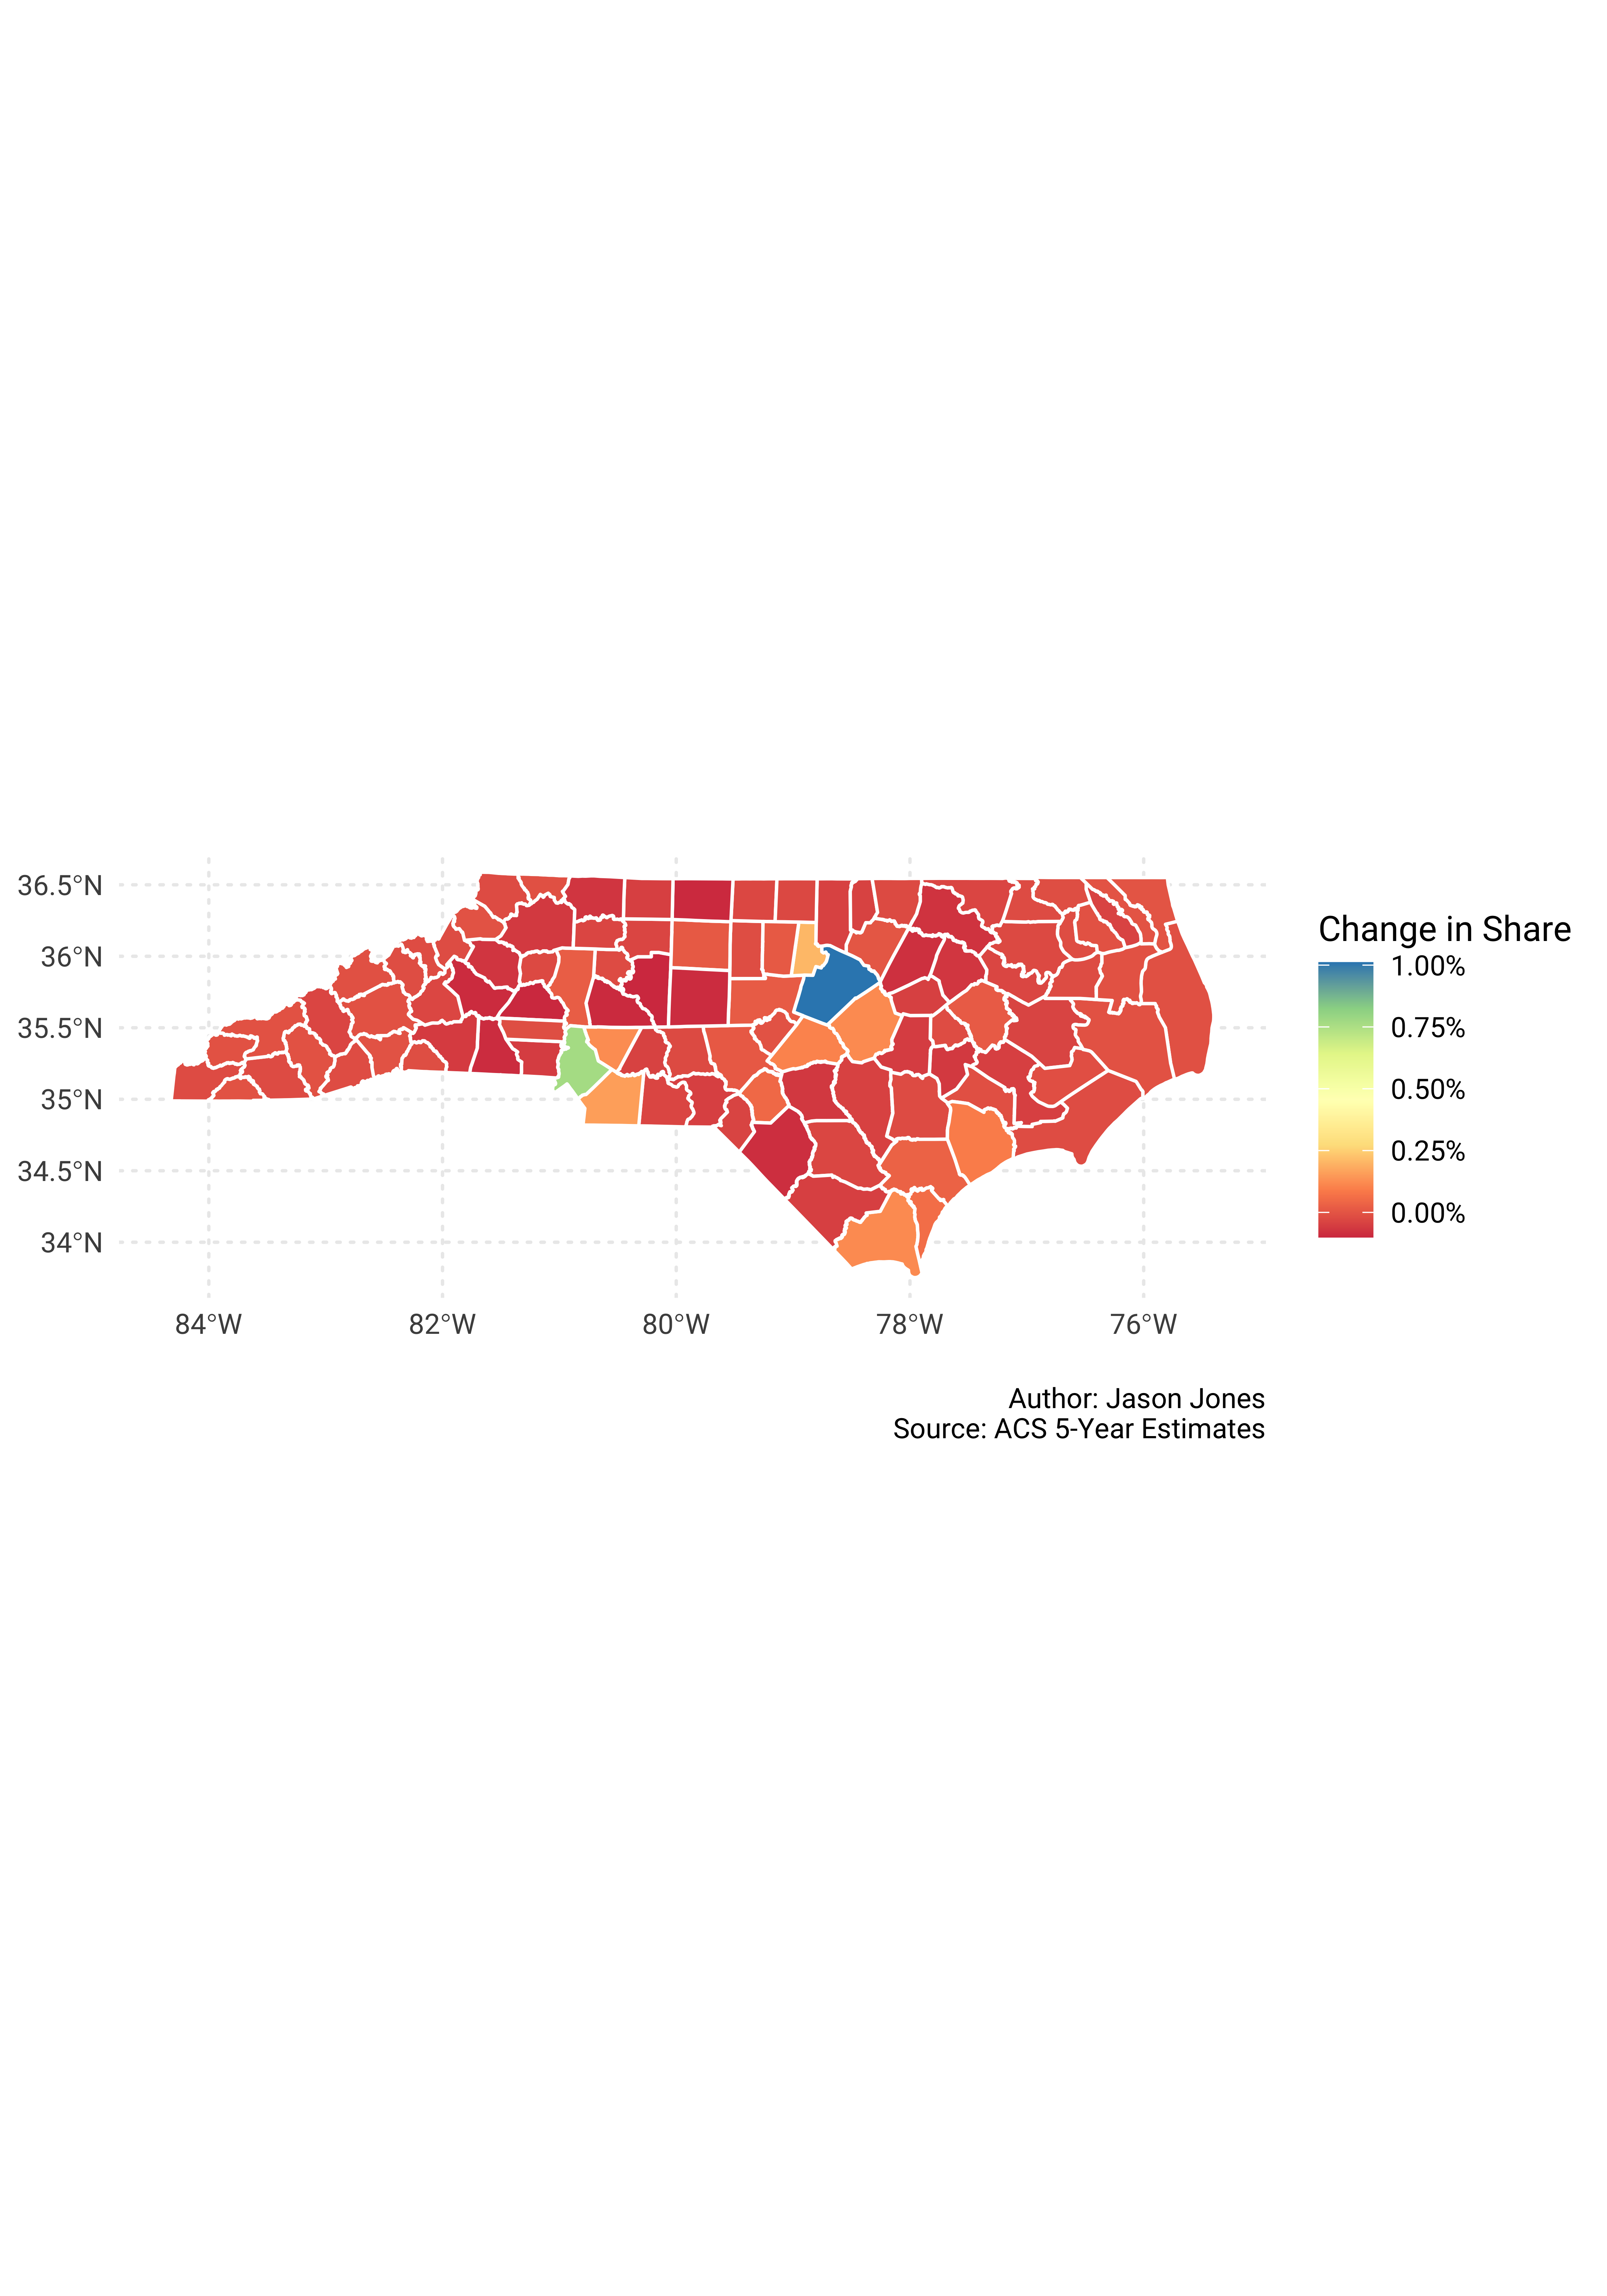 36.5°N
36°N
35.5°N
35°N
34.5°N
34°N
84°W
82°W
80°W
78°W
76°W
Change in Share
1.00%
0.75%
0.50%
0.25%
0.00%
Author: Jason Jones
Source: ACS 5-Year Estimates